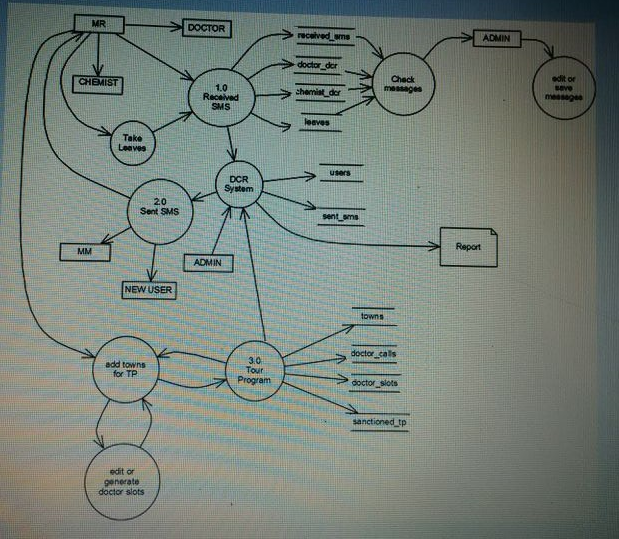 MR
DOCTOR
received_sms
ADMIN
CHEMIST
1.0
Received
SMS
doctor_dcr
chemist_dcr
leaves
Check
messages
edit or
save
messages
Take
Leaves
DCR
System
users
2.0
Sent SMS
sent_sms
MM
ADMIN
Report
NEW USER
towns
add towns
for TP
3.0
Tour
Program
doctor_calls
doctor_slots
sanctioned_tp
edit or
generate
doctor slots